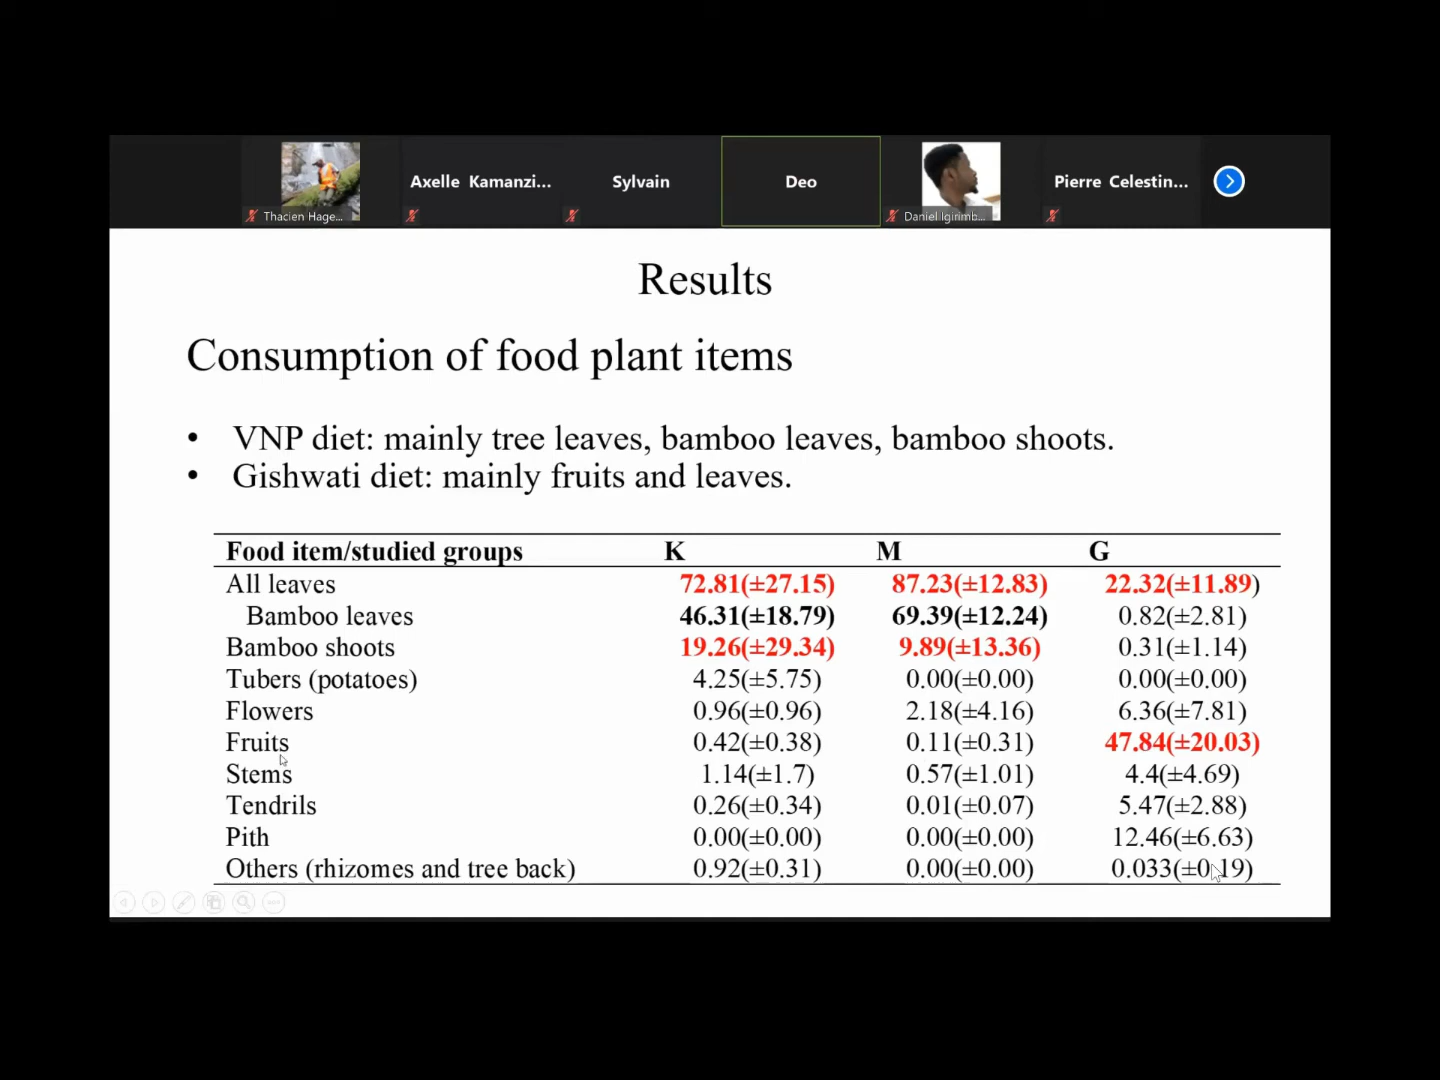 Axelle Kamanzi...
Sylvain
Deo
Pierre Celestin...
Thacien Hage...
Daniel Igirimb...
Results
Consumption of food plant items
• VNP diet: mainly tree leaves, bamboo leaves, bamboo shoots.
• Gishwati diet: mainly fruits and leaves.
Food item/studied groups K M G
All leaves 72.81(±27.15) 87.23(±12.83) 22.32(±11.89)
Bamboo leaves 46.31(±18.79) 69.39(±12.24) 0.82(±2.81)
Bamboo shoots 19.26(±29.34) 9.89(±13.36) 0.31(±1.14)
Tubers (potatoes) 4.25(±5.75) 0.00(±0.00) 0.00(±0.00)
Flowers 0.96(±0.96) 2.18(±4.16) 6.36(±7.81)
Fruits 0.42(±0.38) 0.11(±0.31) 47.84(±20.03)
Stems 1.14(±1.7) 0.57(±1.01) 4.4(±4.69)
Tendrils 0.26(±0.34) 0.01(±0.07) 5.47(±2.88)
Pith 0.00(±0.00) 0.00(±0.00) 12.46(±6.63)
Others (rhizomes and tree back) 0.92(±0.31) 0.00(±0.00) 0.033(±0.19)